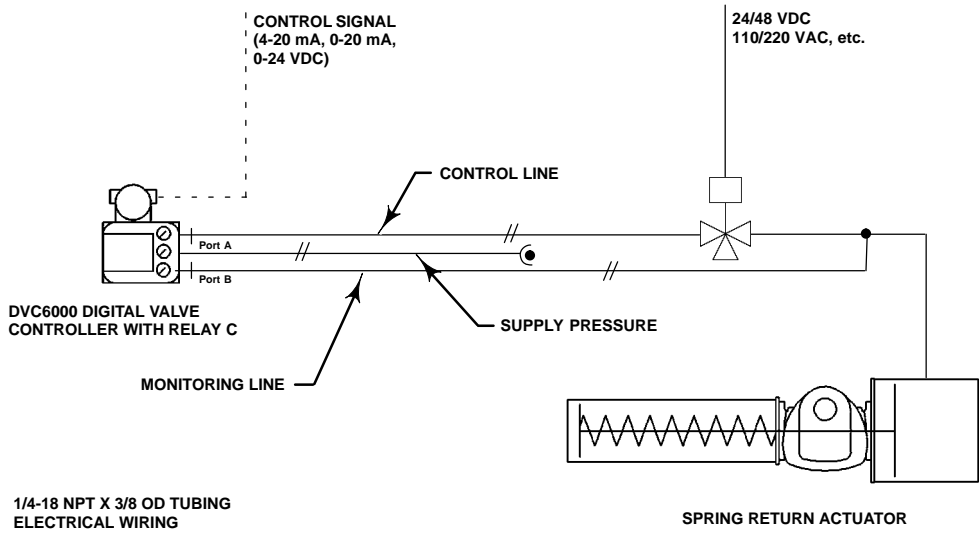 CONTROL SIGNAL
(4-20 mA, 0-20 mA,
0-24 VDC)
24/48 VDC
110/220 VAC, etc.
CONTROL LINE
Port A
Port B
SUPPLY PRESSURE
DVC6000 DIGITAL VALVE
CONTROLLER WITH RELAY C
MONITORING LINE
1/4-18 NPT X 3/8 OD TUBING
ELECTRICAL WIRING
SPRING RETURN ACTUATOR